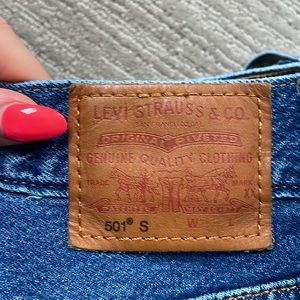 LEVI STRAUSS & CO.
ORIGINAL RIVETED
GENUINE QUALITY CLOTHING
TRADE MARK
501® S W L